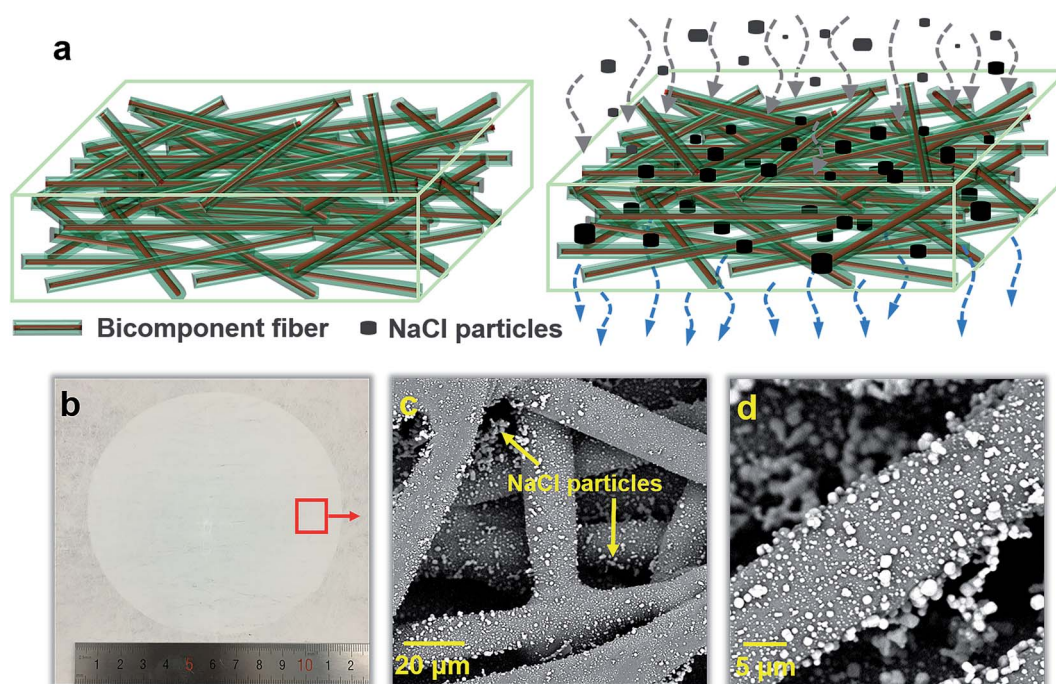 a
Bicomponent fiber
NaCl particles
b
1 2 3 4 5 6 7 8 9 10 1 2
c
NaCl particles
20 µm
d
5 µm